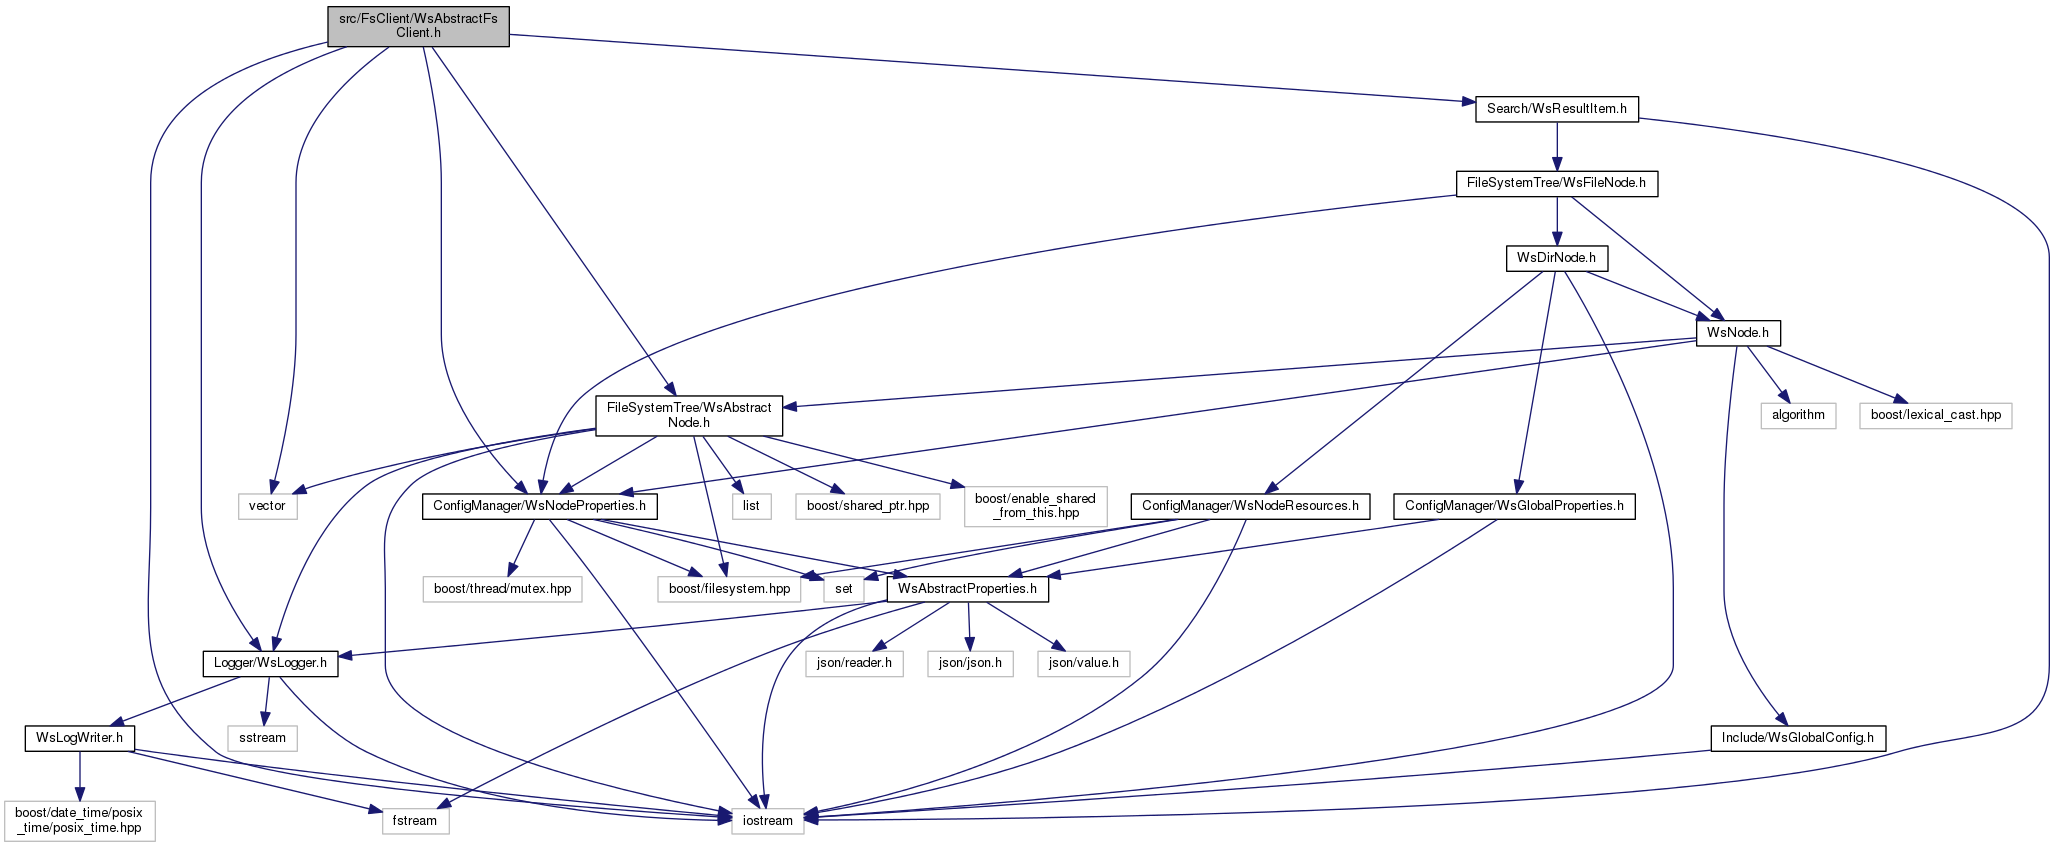 src/FsClient/WsAbstractFs
Client.h
Search/WsResultItem.h
FileSystemTree/WsFileNode.h
WsDirNode.h
WsNode.h
FileSystemTree/WsAbstract
Node.h
algorithm
boost/lexical_cast.hpp
vector
ConfigManager/WsNodeProperties.h
list
boost/shared_ptr.hpp
boost/enable_shared
_from_this.hpp
ConfigManager/WsNodeResources.h
ConfigManager/WsGlobalProperties.h
boost/thread/mutex.hpp
boost/filesystem.hpp
set
WsAbstractProperties.h
Logger/WsLogger.h
json/reader.h
json/json.h
json/value.h
WsLogWriter.h
sstream
Include/WsGlobalConfig.h
boost/date_time/posix
_time/posix_time.hpp
fstream
iostream